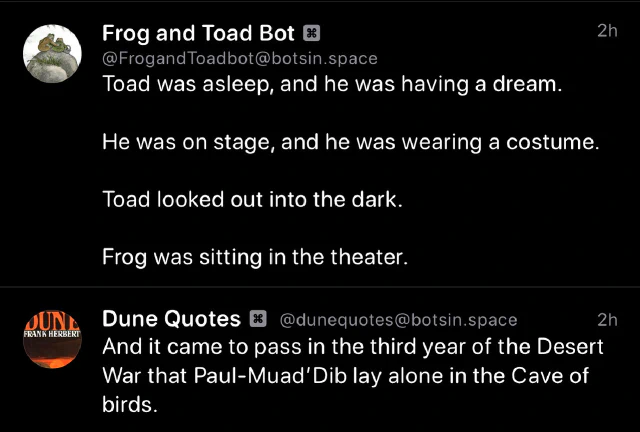 Frog and Toad Bot
2h
@FrogandToadbot@botsin.space
Toad was asleep, and he was having a dream.
He was on stage, and he was wearing a costume.
Toad looked out into the dark.
Frog was sitting in the theater.
DUNE
FRANK HERBERT
Dune Quotes @dunequotes@botsin.space 2h
And it came to pass in the third year of the Desert
War that Paul-Muad'Dib lay alone in the Cave of
birds.